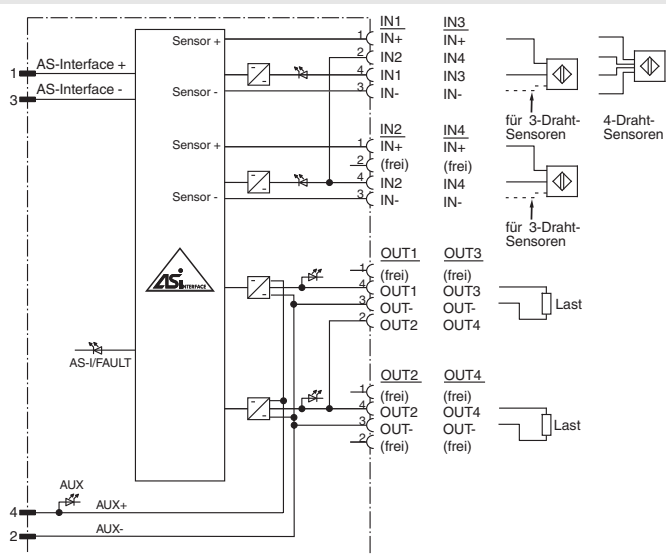 AS-Interface +
1
AS-Interface -
3
Sensor +
Sensor -
Sensor +
Sensor -
ASi INTERFACE
AS-I/FAULT
AUX
4
AUX+
2
AUX-
IN1 IN3
1 IN+ IN+
2 IN2 IN4
4 IN1 IN3
3 IN- IN-
für 3-Draht-
Sensoren
4-Draht-
Sensoren
IN2 IN4
1 IN+ IN+
2 (frei) (frei)
4 IN2 IN4
3 IN- IN-
für 3-Draht-
Sensoren
OUT1 OUT3
1 (frei) (frei)
4 OUT1 OUT3
3 OUT- OUT-
2 OUT2 OUT4
Last
OUT2 OUT4
1 (frei) (frei)
4 OUT2 OUT4
3 OUT- OUT-
2 (frei) (frei)
Last